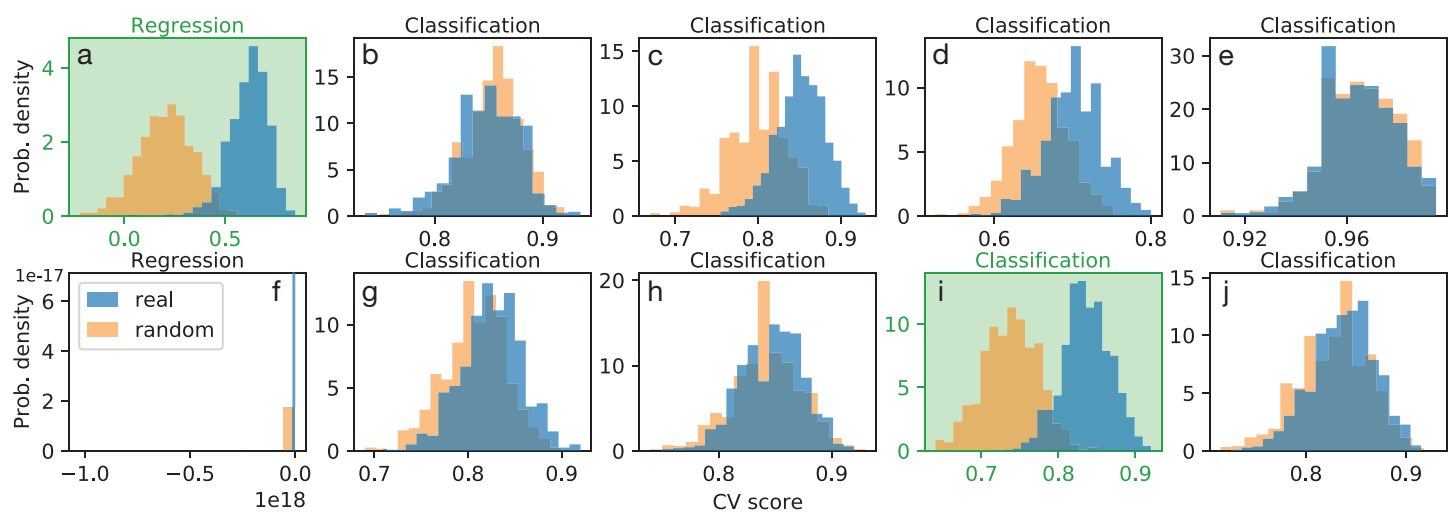 Regression
Classification
Classification
Classification
Classification
a
b
c
d
e
Prob. density
4
2
0
0.0
0.5
15
10
5
0
0.8
0.9
15
10
5
0
0.7
0.8
0.9
10
5
0
0.6
0.7
0.8
30
20
10
0
0.92
0.96
Regression
Classification
Classification
Classification
Classification
1e-17
f
g
h
i
j
real
random
Prob. density
6
4
2
0
−1.0
−0.5
0.0
1e18
10
5
0
0.7
0.8
0.9
20
10
0
0.8
0.9
10
5
0
0.7
0.8
0.9
15
10
5
0
0.8
0.9
CV score